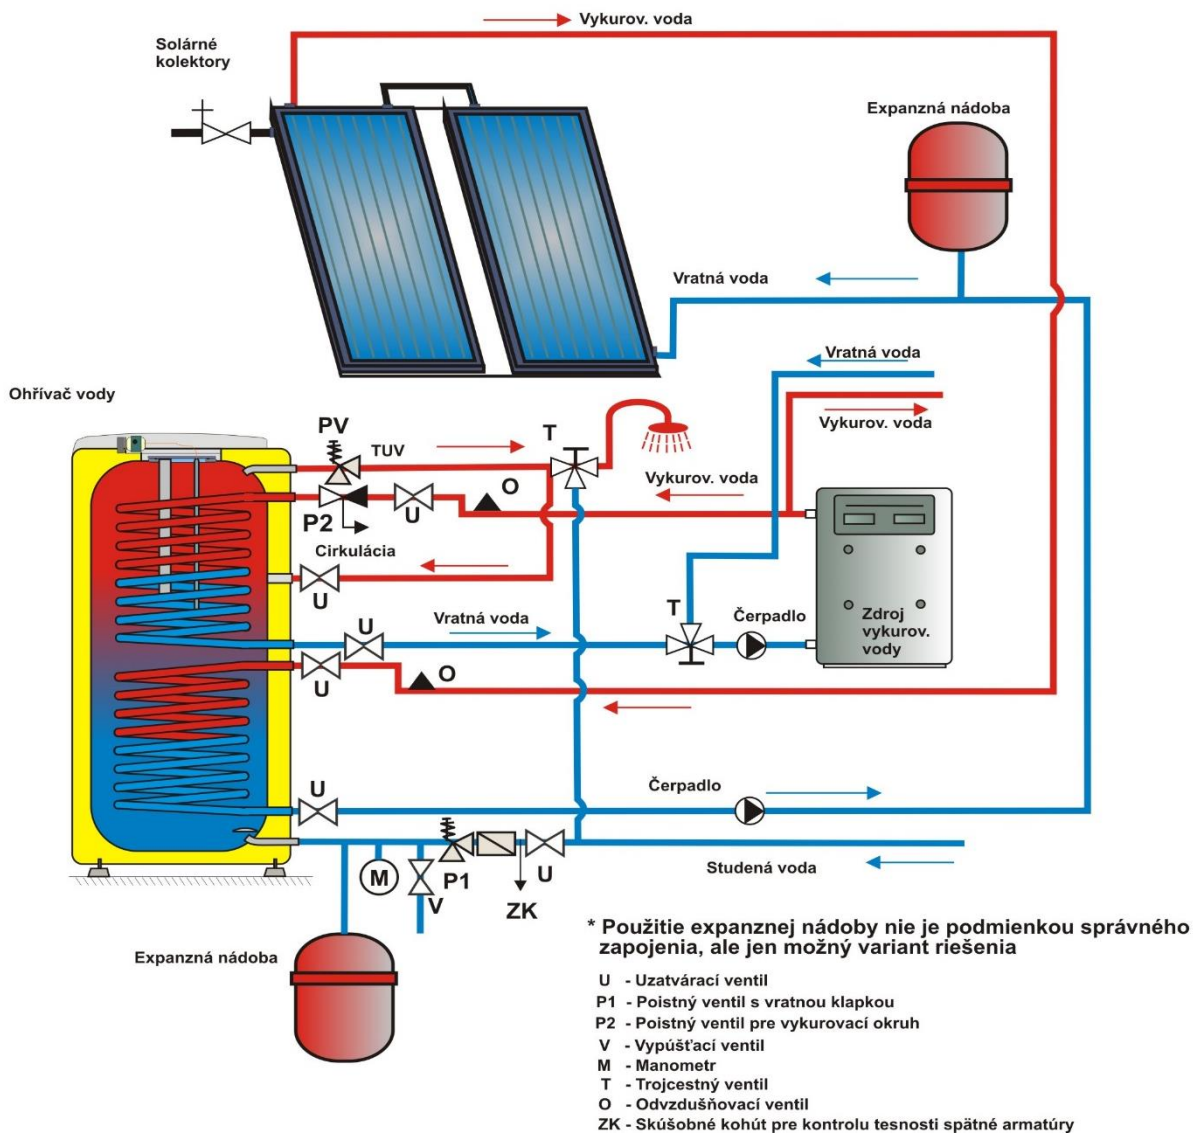 Vykurov. voda
Solárné
kolektory
Expanzná nádoba
Vratná voda
Vratná voda
Ohřívač vody
PV
TUV
T
Vykurov. voda
Vykurov. voda
O
P2
U
Cirkulácia
U
T
Čerpadlo
Zdroj
vykurov.
vody
U
Vratná voda
U
O
U
Čerpadlo
M
V
P1
ZK
U
Studená voda
Expanzná nádoba
* Použitie expanznej nádoby nie je podmienkou správného
zapojenia, ale jen možný variant riešenia
U - Uzatvárací ventil
P1 - Poistný ventil s vratnou klapkou
P2 - Poistný ventil pre vykurovací okruh
V - Vypúšťací ventil
M - Manometr
T - Trojcestný ventil
O - Odvzdušňovací ventil
ZK - Skúšobné kohút pre kontrolu tesnosti spätné armatúry